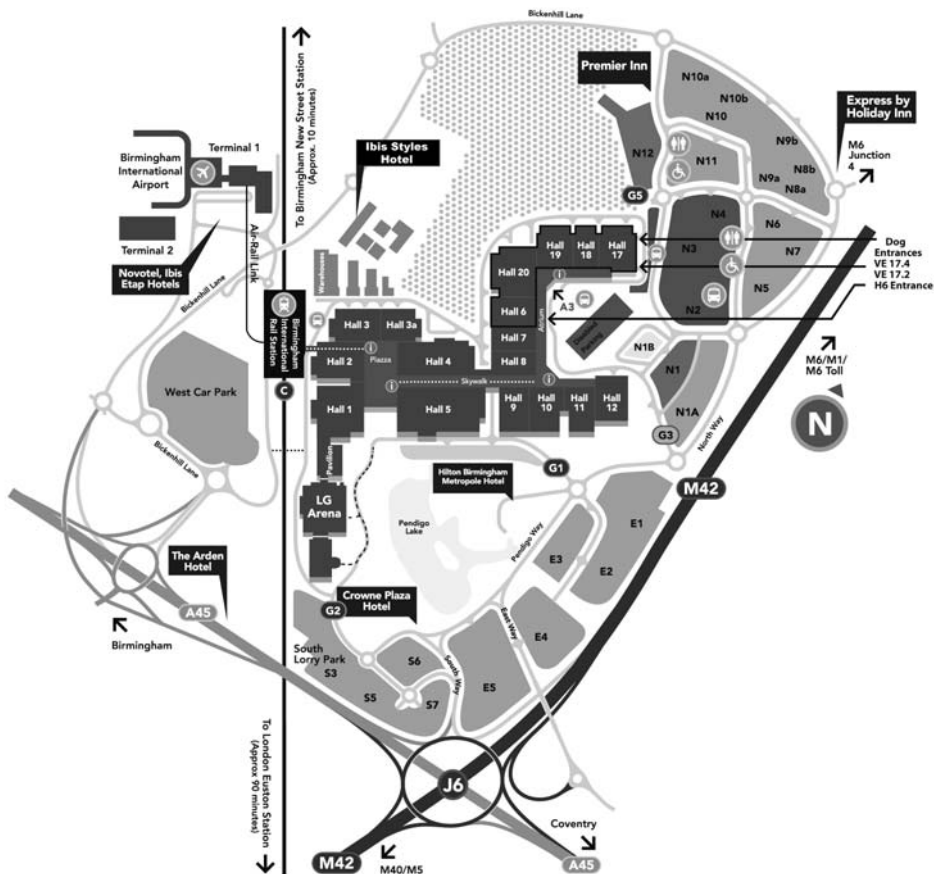 Bickenhill Lane
To Birmingham New Street Station
(Approx. 10 minutes)
Premier Inn
N10a
N10b
N10
Express by
Holiday Inn
N9b
M6
Junction
4
N8b
N9a
N8a
N12
N11
G5
Terminal 1
Birmingham
International
Airport
Ibis Styles
Hotel
Terminal 2
Air-Rail Link
Novotel, Ibis
Etap Hotels
Bickenhill Lane
Warehouses
N4
N6
N3
N7
N5
N2
Hall
19
Hall
18
Hall
17
Hall 20
Dog
Entrances
VE 17.4
VE 17.2
H6 Entrance
i
A3
Atrium
Disabled
Parking
Hall 6
Hall 7
Hall 8
Birmingham
International
Rail Station
Hall 3
Hall 3a
Hall 2
Plaza
i
Hall 4
i
Skywalk
i
N1B
N1
N1A
M6/M1/
M6 Toll
N
West Car Park
C
Hall 1
Hall 5
Hall
9
Hall
10
Hall
11
Hall
12
G3
North Way
Bickenhill Lane
Pavilion
G1
Hilton Birmingham
Metropole Hotel
M42
LG
Arena
Pendigo
Lake
Pendigo Way
E1
E3
E2
The Arden
Hotel
A45
Birmingham
G2
Crowne Plaza
Hotel
East Way
E4
South
Lorry Park
S3
S6
South Way
S5
S7
E5
To London Euston Station
(Approx 90 minutes)
J6
Coventry
M42
M40/M5
A45